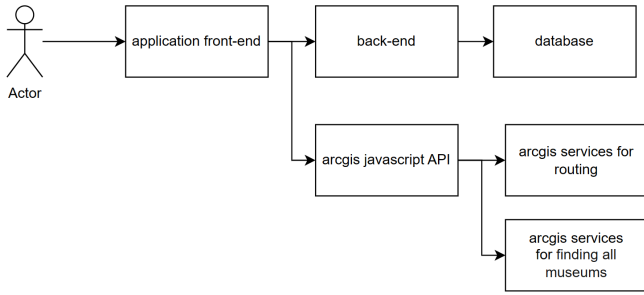 application front-end
back-end
database
Actor
arcgis javascript API
arcgis services for
routing
arcgis services
for finding all
museums